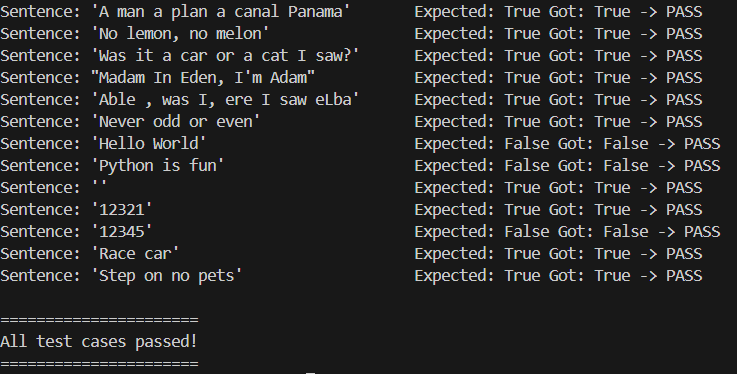 Sentence: 'A man a plan a canal Panama' Expected: True Got: True -> PASS
Sentence: 'No lemon, no melon' Expected: True Got: True -> PASS
Sentence: 'Was it a car or a cat I saw?' Expected: True Got: True -> PASS
Sentence: "Madam In Eden, I'm Adam" Expected: True Got: True -> PASS
Sentence: 'Able , was I, ere I saw eLba' Expected: True Got: True -> PASS
Sentence: 'Never odd or even' Expected: True Got: True -> PASS
Sentence: 'Hello World' Expected: False Got: False -> PASS
Sentence: 'Python is fun' Expected: False Got: False -> PASS
Sentence: '' Expected: True Got: True -> PASS
Sentence: '12321' Expected: True Got: True -> PASS
Sentence: '12345' Expected: False Got: False -> PASS
Sentence: 'Race car' Expected: True Got: True -> PASS
Sentence: 'Step on no pets' Expected: True Got: True -> PASS
======================
All test cases passed!
======================